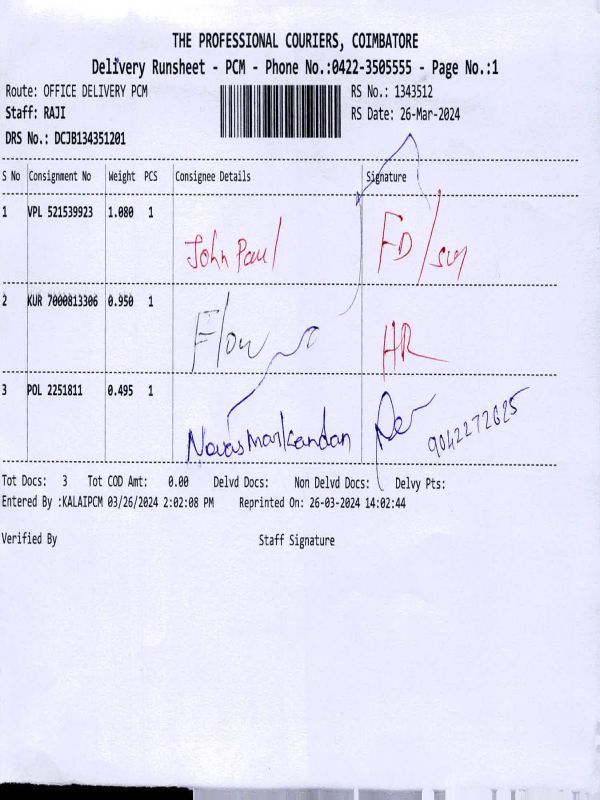 THE PROFESSIONAL COURIERS, COIMBATORE
Delivery Runsheet - PCM - Phone No.:0422-3505555 - Page No.:1
Route: OFFICE DELIVERY PCM RS No.: 1343512
Staff: RAJI RS Date: 26-Mar-2024
DRS No.: DCJB134351201
S No Consignment No Weight PCS Consignee Details Signature
1 VPL 521539923 1.080 1
John Paul FD/
2 KUR 7000813306 0.950 1
Flow HR
3 POL 2251811 0.495 1
9042272625
Tot Docs: 3 Tot COD Amt: 0.00 Delvd Docs: Non Delvd Docs: Delvy Pts:
Entered By :KALAIPCM 03/26/2024 2:02:08 PM Reprinted On: 26-03-2024 14:02:44
Verified By Staff Signature